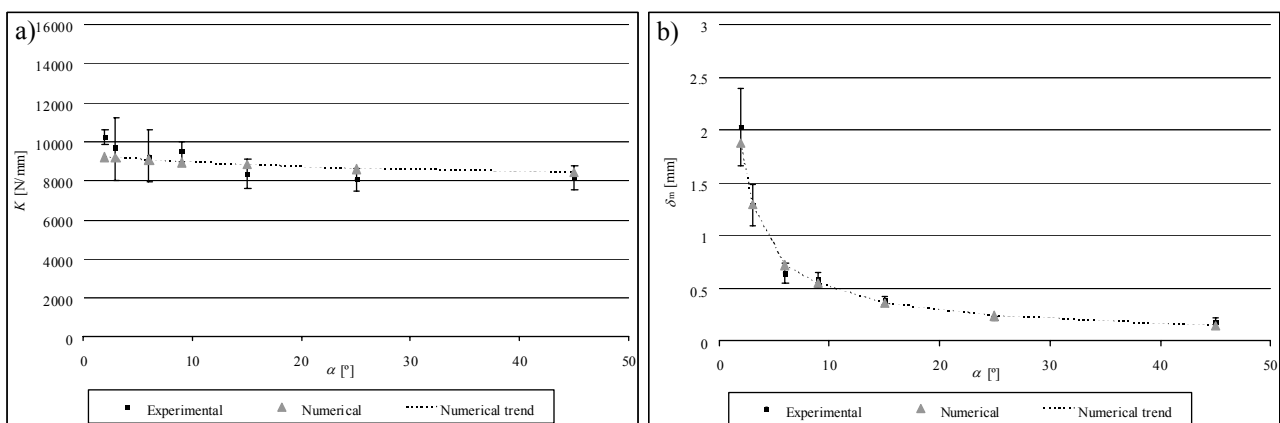 a)
16000
14000
12000
10000
8000
6000
4000
2000
0
K [N/mm]
0 10 20 30 40 50
α [º]
Experimental Numerical Numerical trend
b)
3
2.5
2
1.5
1
0.5
0
δm [mm]
0 10 20 30 40 50
α [º]
Experimental Numerical Numerical trend